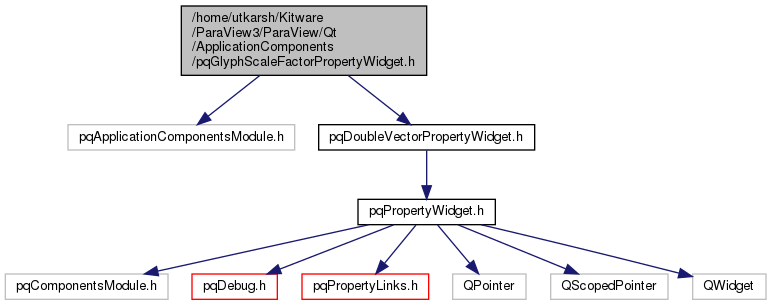 /home/utkarsh/Kitware
/ParaView3/ParaView/Qt
/ApplicationComponents
/pqGlyphScaleFactorPropertyWidget.h
pqApplicationComponentsModule.h
pqDoubleVectorPropertyWidget.h
pqPropertyWidget.h
pqComponentsModule.h
pqDebug.h
pqPropertyLinks.h
QPointer
QScopedPointer
QWidget